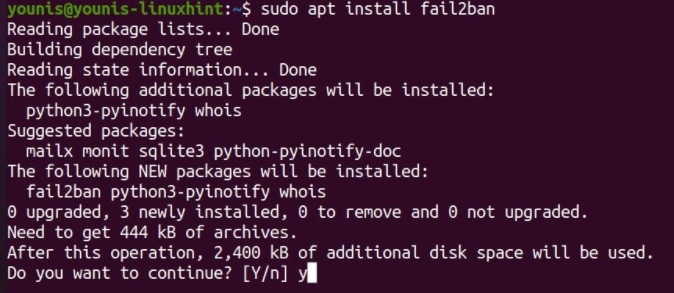 younis@younis-linuxhint:~$ sudo apt install fail2ban
Reading package lists... Done
Building dependency tree
Reading state information... Done
The following additional packages will be installed:
  python3-pyinotify whois
Suggested packages:
  mailx monit sqlite3 python-pyinotify-doc
The following NEW packages will be installed:
  fail2ban python3-pyinotify whois
0 upgraded, 3 newly installed, 0 to remove and 0 not upgraded.
Need to get 444 kB of archives.
After this operation, 2,400 kB of additional disk space will be used.
Do you want to continue? [Y/n] y